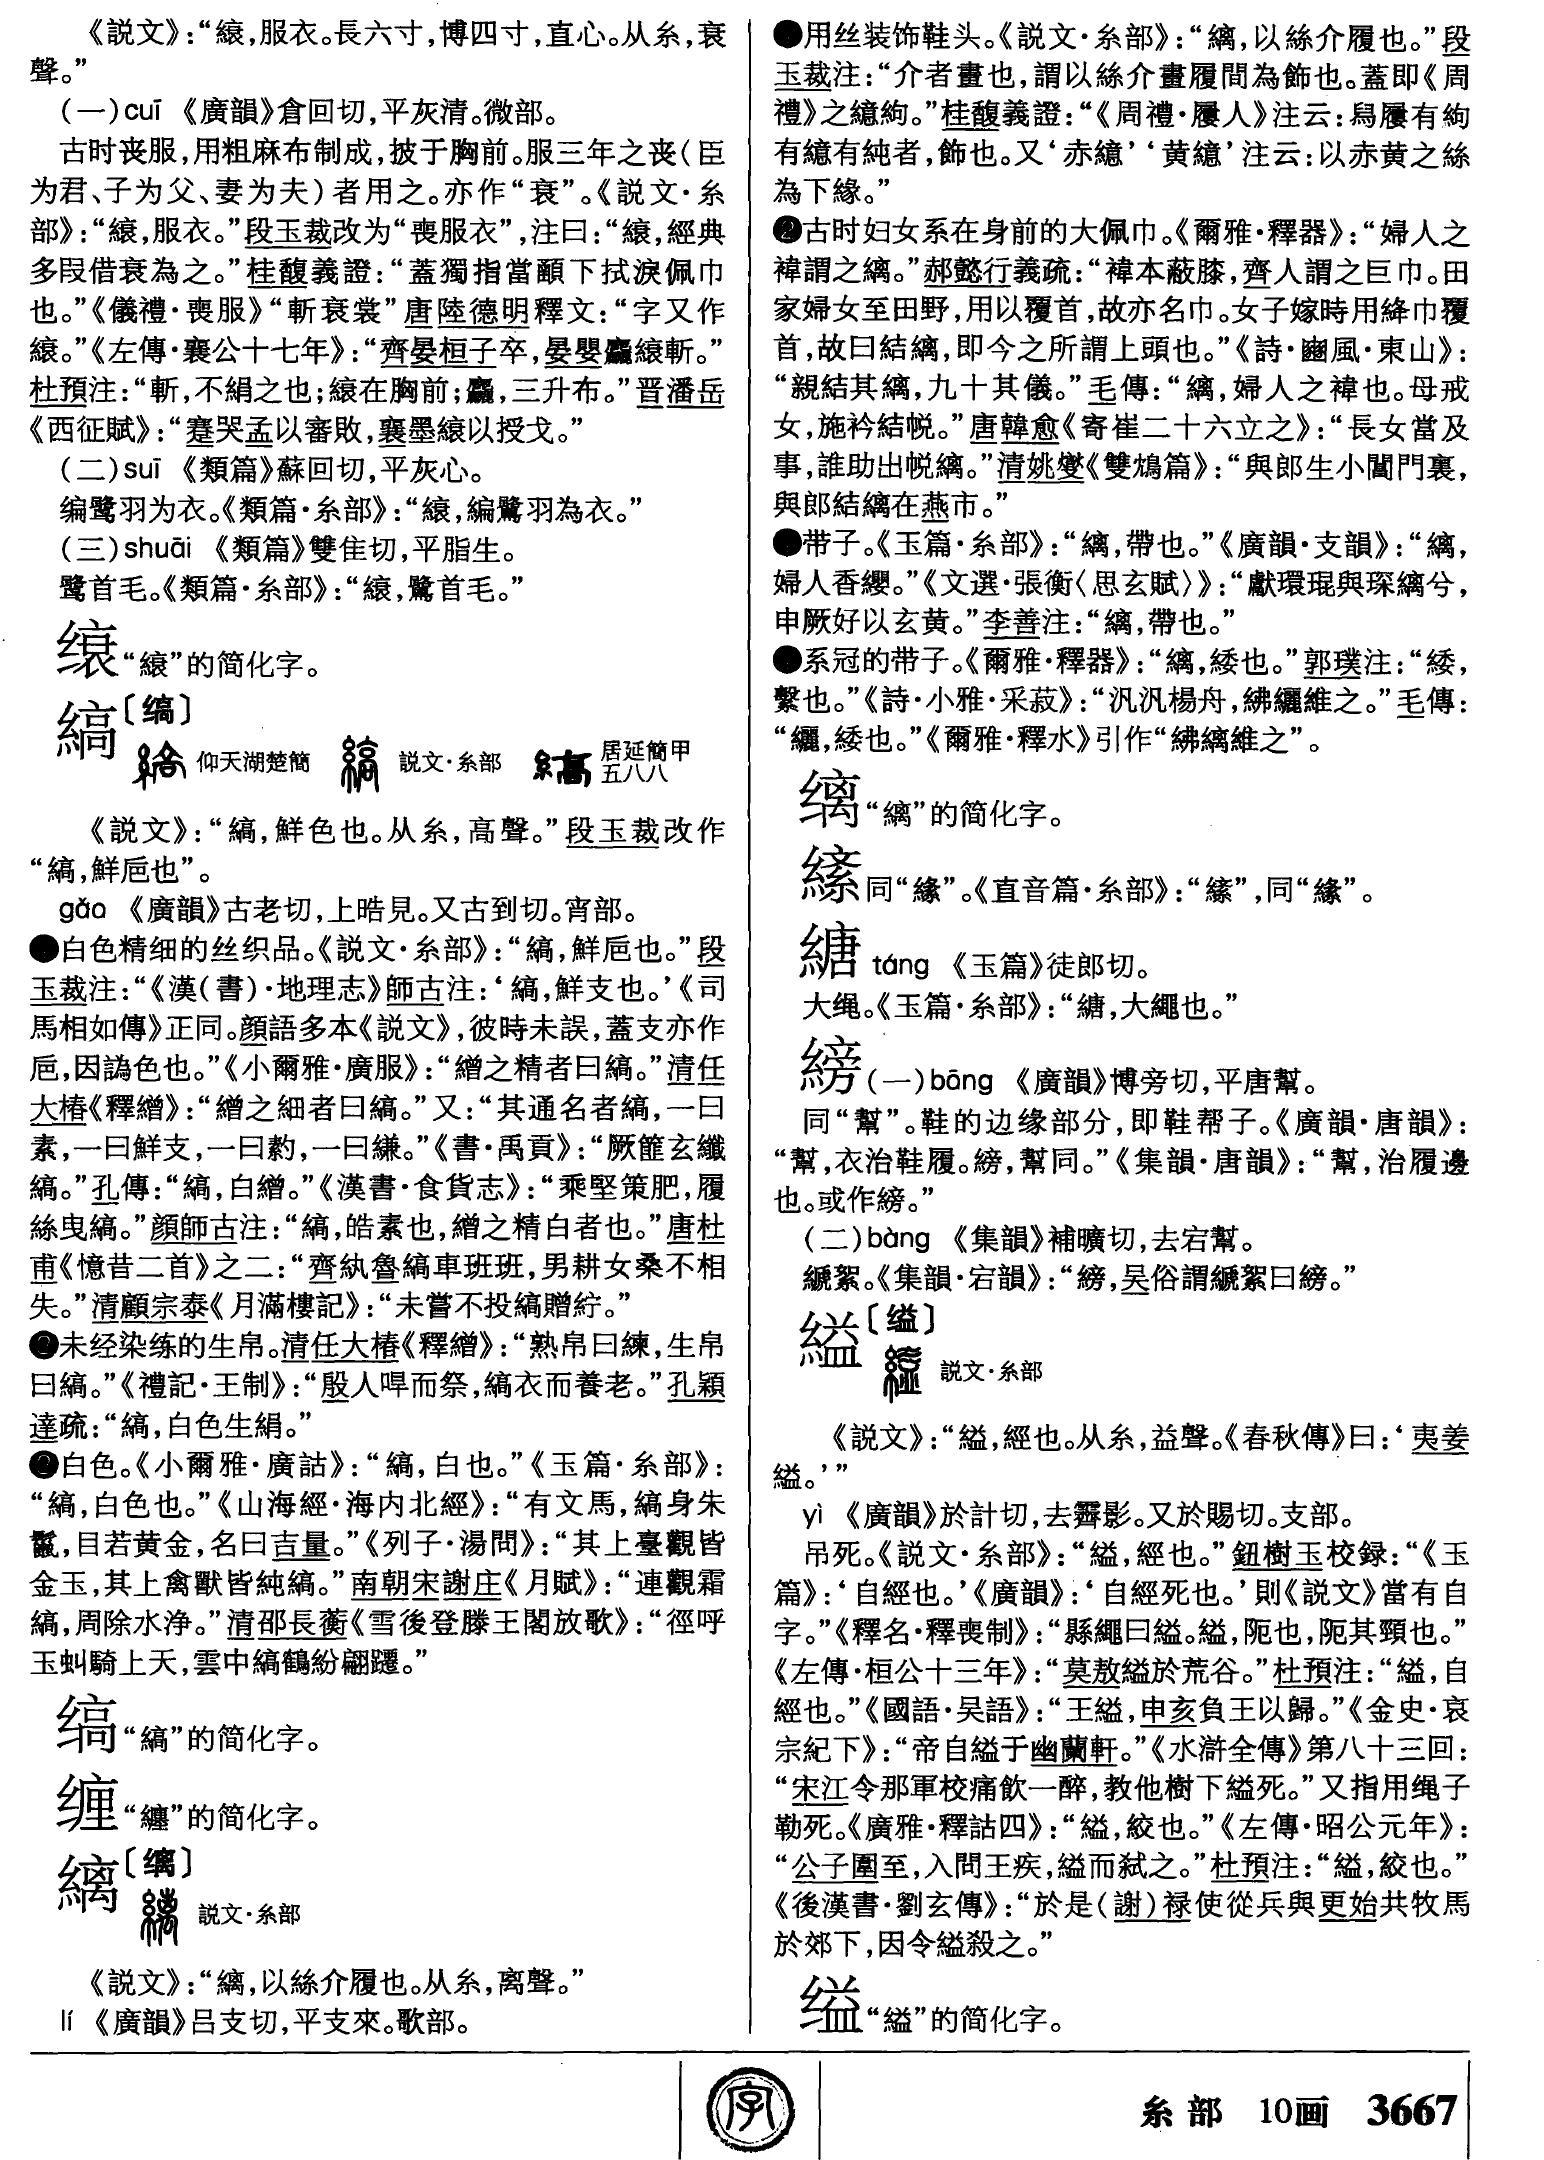 《説文》：“縗，服衣。長六寸，博四寸，直心。从糸，衰
聲。”
（一）cuī 《廣韻》倉回切，平灰清。微部。
古时丧服，用粗麻布制成，披于胸前。服三年之丧（臣
为君、子为父、妻为夫）者用之。亦作“衰”。《説文·糸
部》：“縗，服衣。”段玉裁改为“喪服衣”，注曰：“縗，經典
多叚借衰為之。”桂馥義證：“蓋獨指當顄下拭淚佩巾
也。”《儀禮·喪服》“斬衰裳”唐陸德明釋文：“字又作
縗。”《左傳·襄公十七年》：“齊晏桓子卒，晏嬰麤縗斬。”
杜預注：“斬，不緝之也；縗在胸前；麤，三升布。”晋潘岳
《西征賦》：“蹇哭孟以審敗，襄墨縗以授戈。”
（二）suī 《類篇》蘇回切，平灰心。
编鹭羽为衣。《類篇·糸部》：“縗，編鷺羽為衣。”
（三）shuāi 《類篇》雙隹切，平脂生。
鹭首毛。《類篇·糸部》：“縗，鷺首毛。”
缞“縗”的简化字。
縞〔缟〕
仰天湖楚簡 説文·糸部 居延簡甲五八八
《説文》：“縞，鮮色也。从糸，高聲。”段玉裁改作
“縞，鮮卮也”。
gǎo 《廣韻》古老切，上晧見。又古到切。宵部。
❶白色精细的丝织品。《説文·糸部》：“縞，鮮卮也。”段
玉裁注：“《漢（書）·地理志》師古注：‘縞，鮮支也。’《司
馬相如傳》正同。顔語多本《説文》，彼時未誤，蓋支亦作
卮，因譌色也。”《小爾雅·廣服》：“繒之精者曰縞。”清任
大椿《釋繒》：“繒之細者曰縞。”又：“其通名者縞，一曰
素，一曰鮮支，一曰䋤，一曰縑。”《書·禹貢》：“厥篚玄纖
縞。”孔傳：“縞，白繒。”《漢書·食貨志》：“乘堅策肥，履
絲曳縞。”顔師古注：“縞，皓素也，繒之精白者也。”唐杜
甫《憶昔二首》之二：“齊紈魯縞車班班，男耕女桑不相
失。”清顧宗泰《月滿樓記》：“未嘗不投縞贈紵。”
❷未经染练的生帛。清任大椿《釋繒》：“熟帛曰練，生帛
曰縞。”《禮記·王制》：“殷人哻而祭，縞衣而養老。”孔穎
達疏：“縞，白色生絹。”
❸白色。《小爾雅·廣詁》：“縞，白也。”《玉篇·糸部》：
“縞，白色也。”《山海經·海内北經》：“有文馬，縞身朱
鬣，目若黄金，名曰吉量。”《列子·湯問》：“其上臺觀皆
金玉，其上禽獸皆純縞。”南朝宋謝庄《月賦》：“連觀霜
縞，周除水浄。”清邵長蘅《雪後登滕王閣放歌》：“徑呼
玉虬騎上天，雲中縞鶴紛翩躚。”
缟“縞”的简化字。
缠“纏”的简化字。
縭〔缡〕
説文·糸部
《説文》：“縭，以絲介履也。从糸，离聲。”
lí 《廣韻》吕支切，平支來。歌部。
❶用丝装饰鞋头。《説文·糸部》：“縭，以絲介履也。”段
玉裁注：“介者畫也，謂以絲介畫履間為飾也。蓋即《周
禮》之繶絇。”桂馥義證：“《周禮·屨人》注云：舄屨有絇
有繶有純者，飾也。又‘赤繶’‘黄繶’注云：以赤黄之絲
為下緣。”
❷古时妇女系在身前的大佩巾。《爾雅·釋器》：“婦人之
褘謂之縭。”郝懿行義疏：“褘本蔽膝，齊人謂之巨巾。田
家婦女至田野，用以覆首，故亦名巾。女子嫁時用絳巾覆
首，故曰結縭，即今之所謂上頭也。”《詩·豳風·東山》：
“親結其縭，九十其儀。”毛傳：“縭，婦人之褘也。母戒
女，施衿結帨。”唐韓愈《寄崔二十六立之》：“長女當及
事，誰助出帨縭。”清姚燮《雙鴆篇》：“與郎生小閶門裏，
與郎結縭在燕市。”
❸带子。《玉篇·糸部》：“縭，帶也。”《廣韻·支韻》：“縭，
婦人香纓。”《文選·張衡〈思玄賦〉》：“獻環琨與琛縭兮，
申厥好以玄黄。”李善注：“縭，帶也。”
❹系冠的带子。《爾雅·釋器》：“縭，緌也。”郭璞注：“緌，
繫也。”《詩·小雅·采菽》：“汎汎楊舟，紼纚維之。”毛傳：
“纚，緌也。”《爾雅·釋水》引作“紼縭維之”。
缡“縭”的简化字。
同“緣”。《直音篇·糸部》：同“緣”。
縤 táng 《玉篇》徒郎切。
大绳。《玉篇·糸部》：“䌅，大繩也。”
縍（一）bāng 《廣韻》博旁切，平唐幫。
同“幫”。鞋的边缘部分，即鞋帮子。《廣韻·唐韻》：
“幫，衣治鞋履。縍，幫同。”《集韻·唐韻》：“幫，治履邊
也。或作縍。”
（二）bàng 《集韻》補曠切，去宕幫。
䌟絮。《集韻·宕韻》：“縍，吴俗謂䌟絮曰縍。”
縊〔缢〕
説文·糸部
《説文》：“縊，經也。从糸，益聲。《春秋傳》曰：‘夷姜
縊。’”
yì 《廣韻》於計切，去霽影。又於賜切。支部。
吊死。《説文·糸部》：“縊，經也。”鈕樹玉校録：“《玉
篇》：‘自經也。’《廣韻》：‘自經死也。’則《説文》當有自
字。”《釋名·釋喪制》：“縣繩曰縊。縊，阨也，阨其頸也。”
《左傳·桓公十三年》：“莫敖縊於荒谷。”杜預注：“縊，自
經也。”《國語·吴語》：“王縊，申亥負王以歸。”《金史·哀
宗紀下》：“帝自縊于幽蘭軒。”《水滸全傳》第八十三回：
“宋江令那軍校痛飲一醉，教他樹下縊死。”又指用绳子
勒死。《廣雅·釋詁四》：“縊，絞也。”《左傳·昭公元年》：
“公子圍至，入問王疾，縊而弑之。”杜預注：“縊，絞也。”
《後漢書·劉玄傳》：“於是（謝）禄使從兵與更始共牧馬
於郊下，因令縊殺之。”
缢“縊”的简化字。
字
糸部 10画 3667